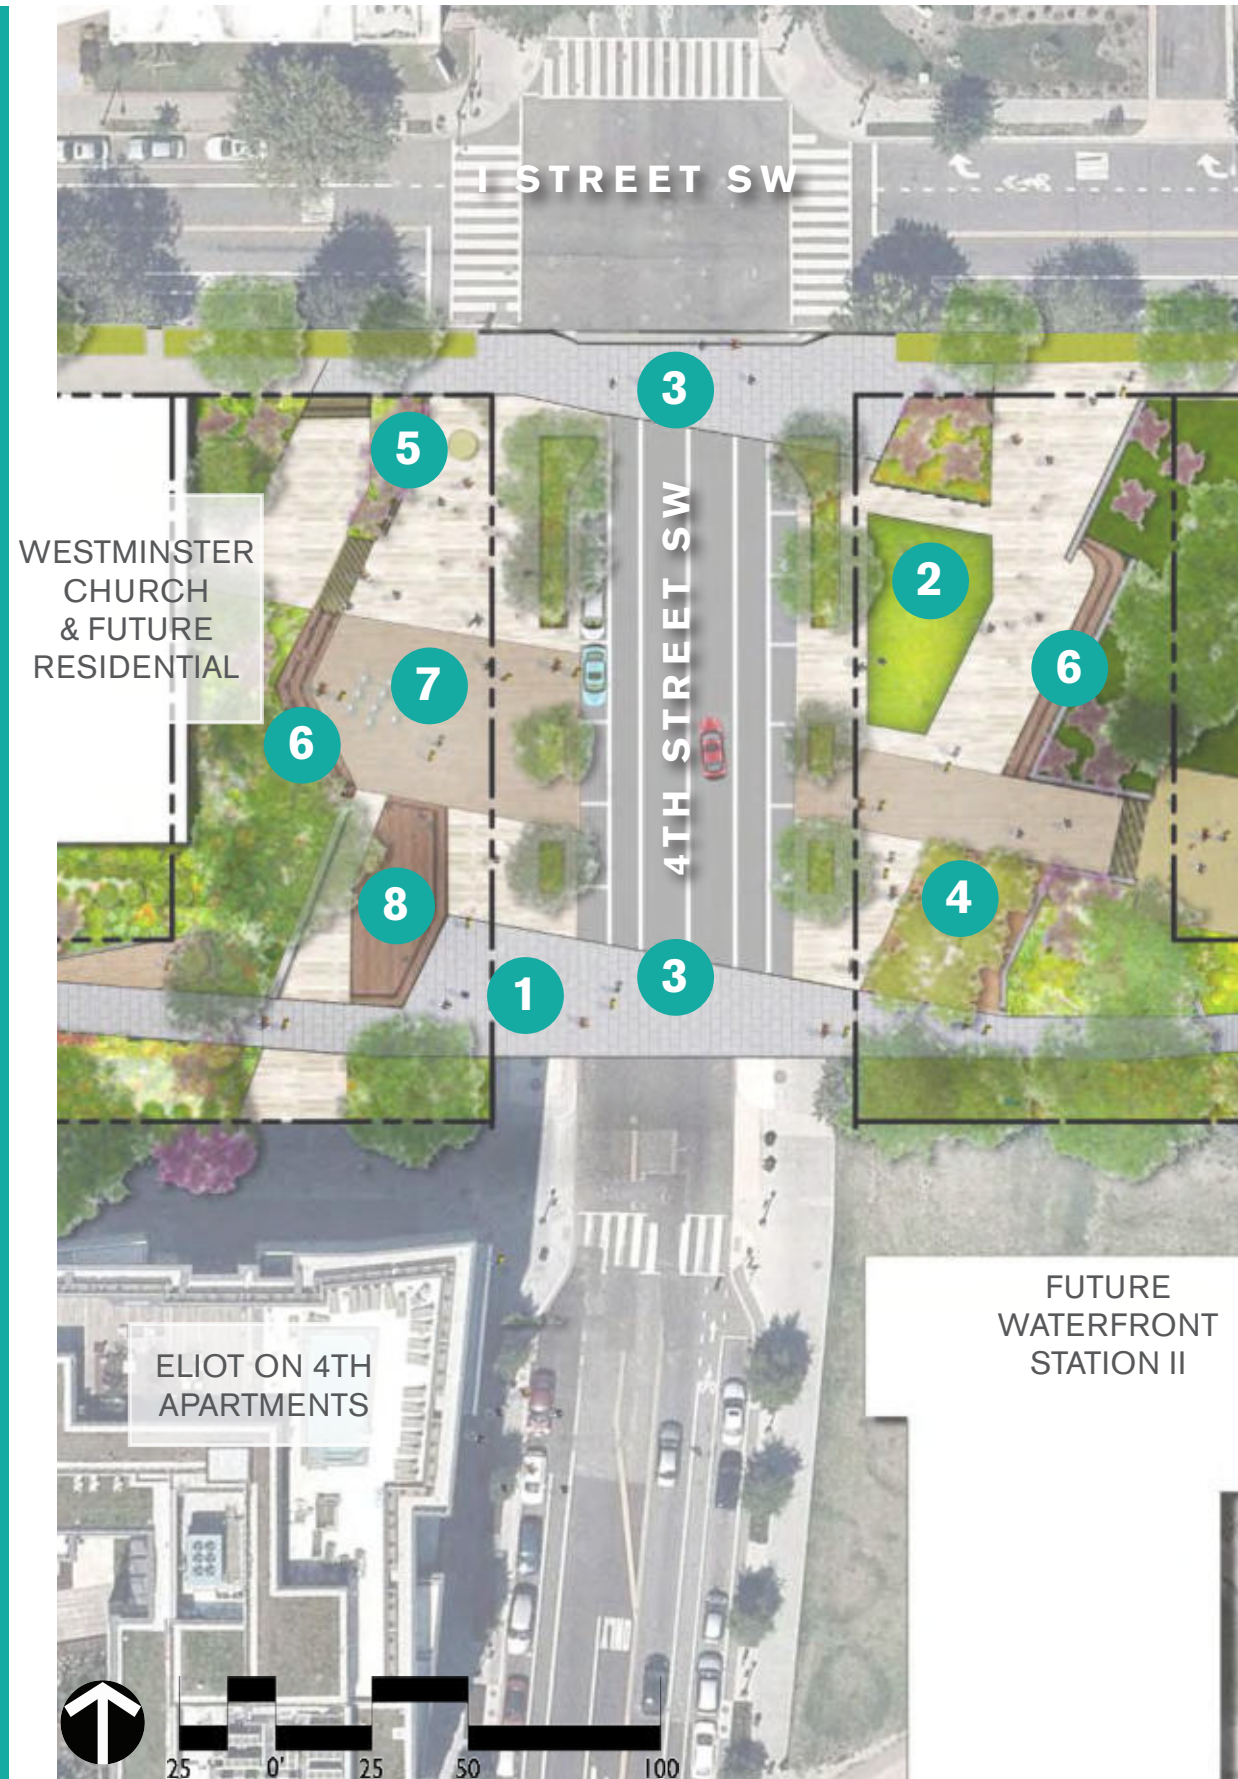 I STREET SW
3
5
WESTMINSTER
CHURCH
& FUTURE
RESIDENTIAL
4TH STREET SW
2
6
7
6
8
4
1
3
ELIOT ON 4TH
APARTMENTS
FUTURE
WATERFRONT
STATION II
25 0' 25 50 100